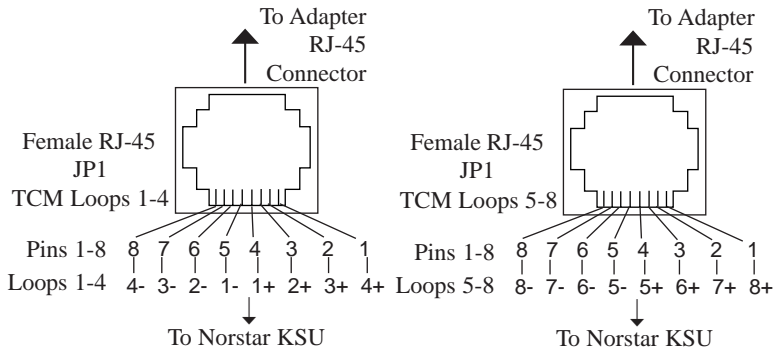 To Adapter
RJ-45
Connector
Female RJ-45
JP1
TCM Loops 1-4
Pins 1-8 8 7 6 5 4 3 2 1
Loops 1-4 4- 3- 2- 1- 1+ 2+ 3+ 4+
To Norstar KSU
To Adapter
RJ-45
Connector
Female RJ-45
JP1
TCM Loops 5-8
Pins 1-8 8 7 6 5 4 3 2 1
Loops 5-8 8- 7- 6- 5- 5+ 6+ 7+ 8+
To Norstar KSU